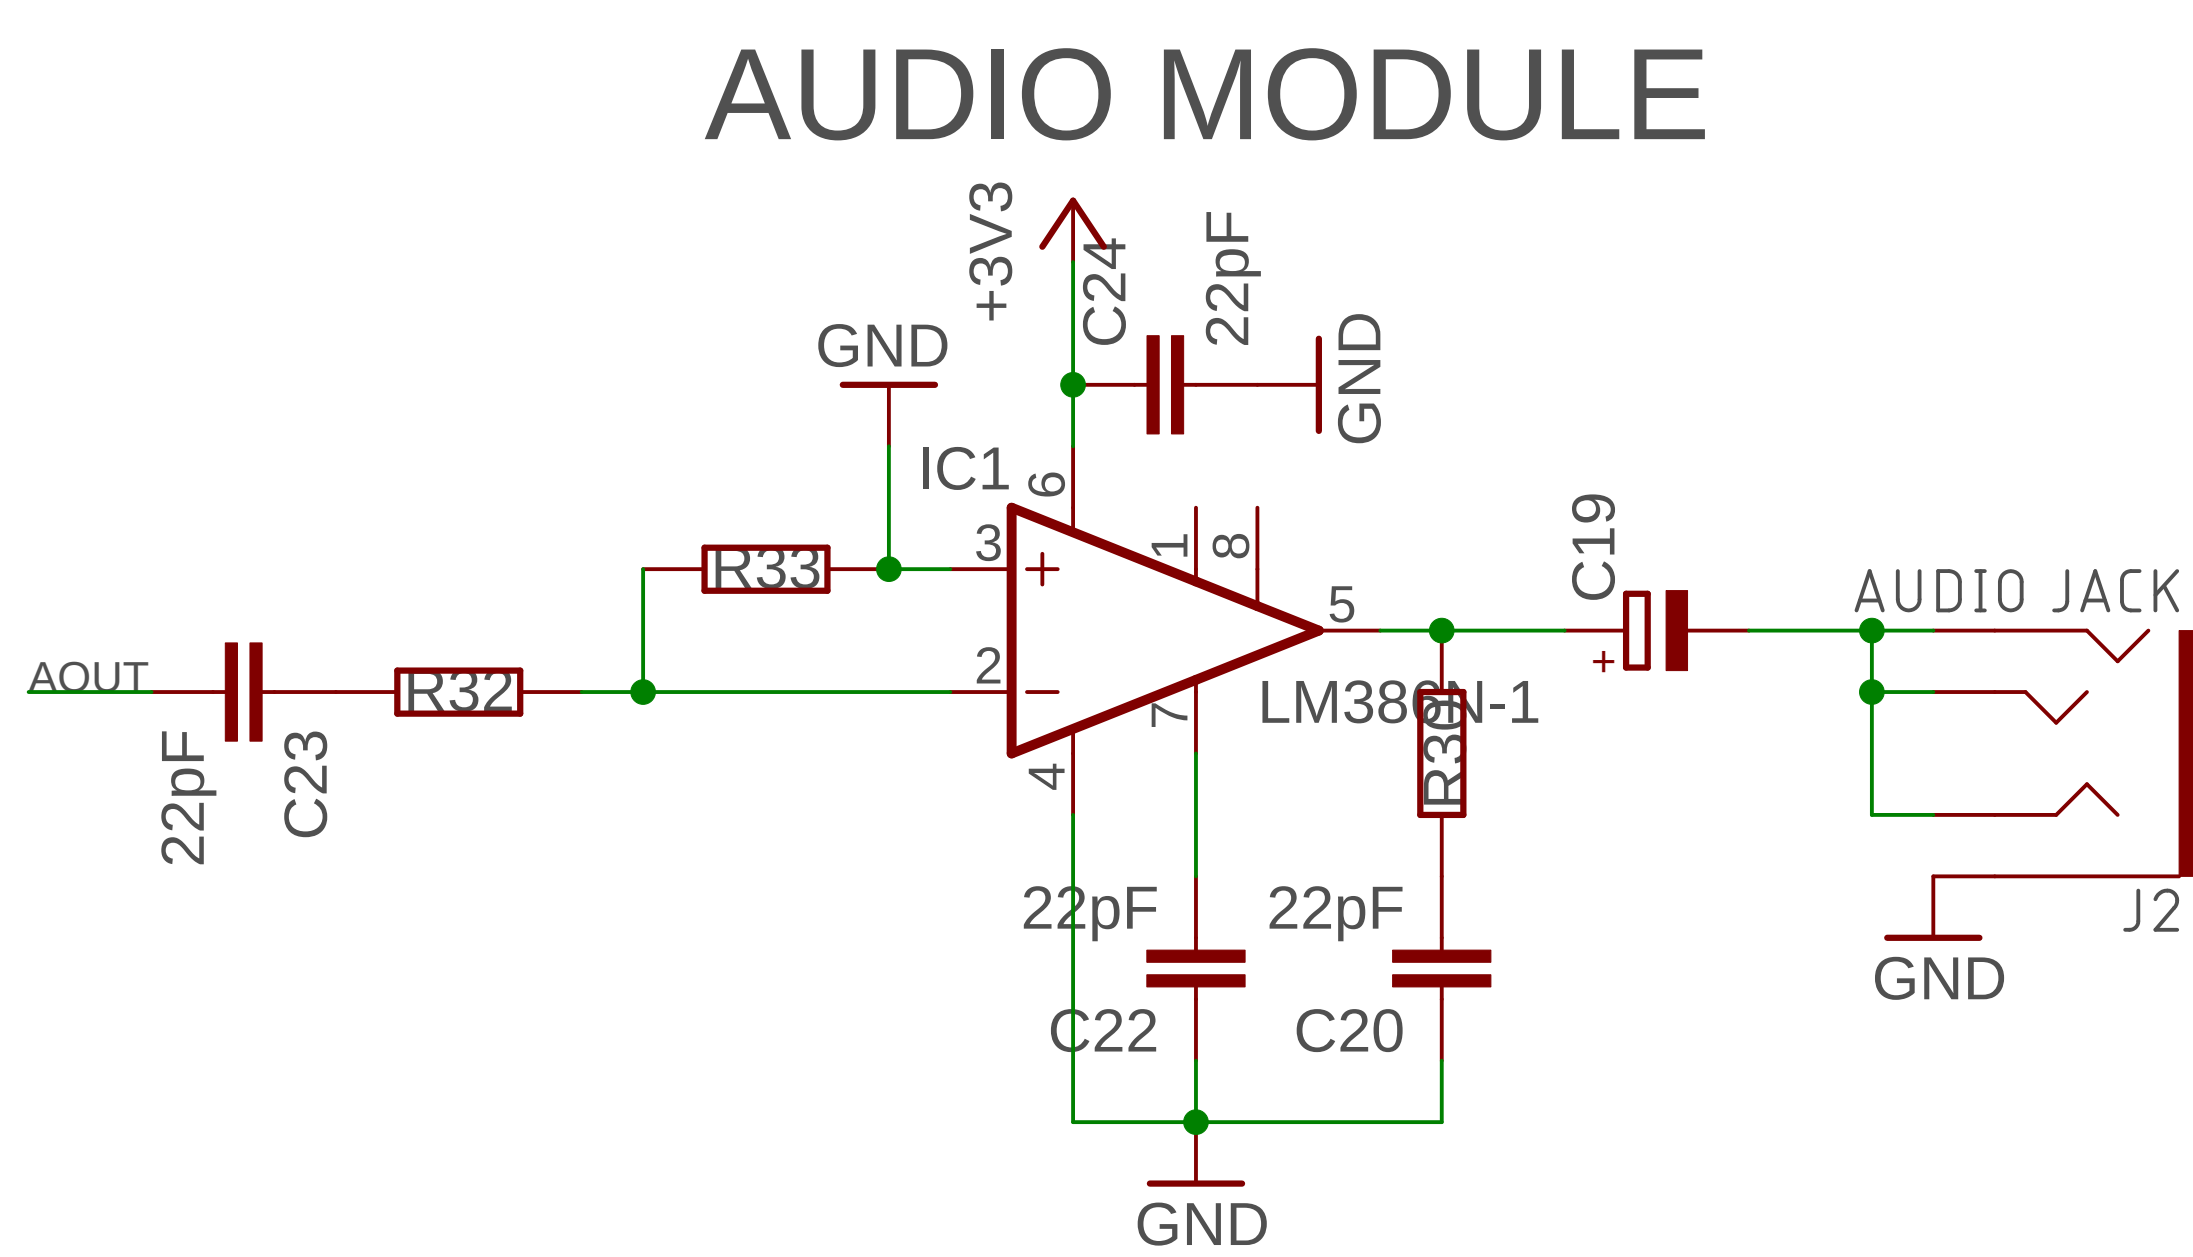 AUDIO MODULE
+3V3
C24
22pF
GND
GND
IC1
6
3
1
8
C19
R33
+
5
AUDIO JACK
AOUT
R32
2
−
+
7
LM386N-1
R30
22pF
C23
4
22pF
22pF
J2
C22
C20
GND
GND